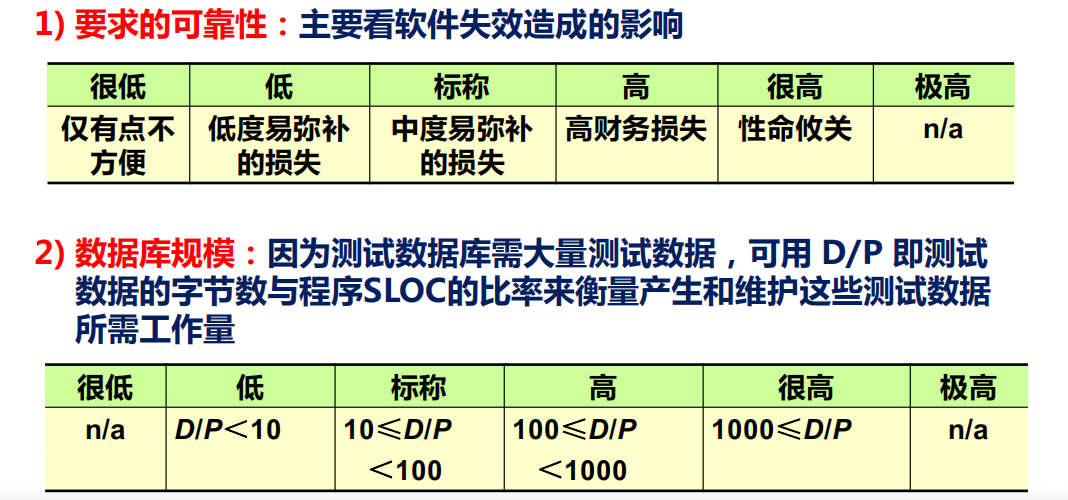 1) 要求的可靠性：主要看软件失效造成的影响
很低 低 标称 高 很高 极高
仅有点不 低度易弥补 中度易弥补 高财务损失 性命攸关 n/a
方便 的损失 的损失
2) 数据库规模：因为测试数据库需大量测试数据，可用 D/P 即测试
数据的字节数与程序SLOC的比率来衡量产生和维护这些测试数据
所需工作量
很低 低 标称 高 很高 极高
n/a D/P＜10 10≤D/P 100≤D/P 1000≤D/P n/a
＜100 ＜1000